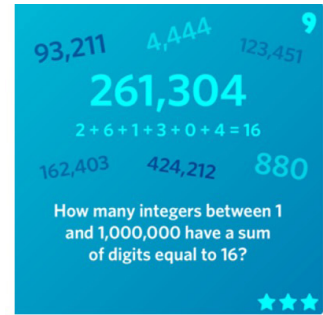 9
93,211
4,444
123,451
261,304
2 + 6 + 1 + 3 + 0 + 4 = 16
162,403
424,212
880
How many integers between 1
and 1,000,000 have a sum
of digits equal to 16?